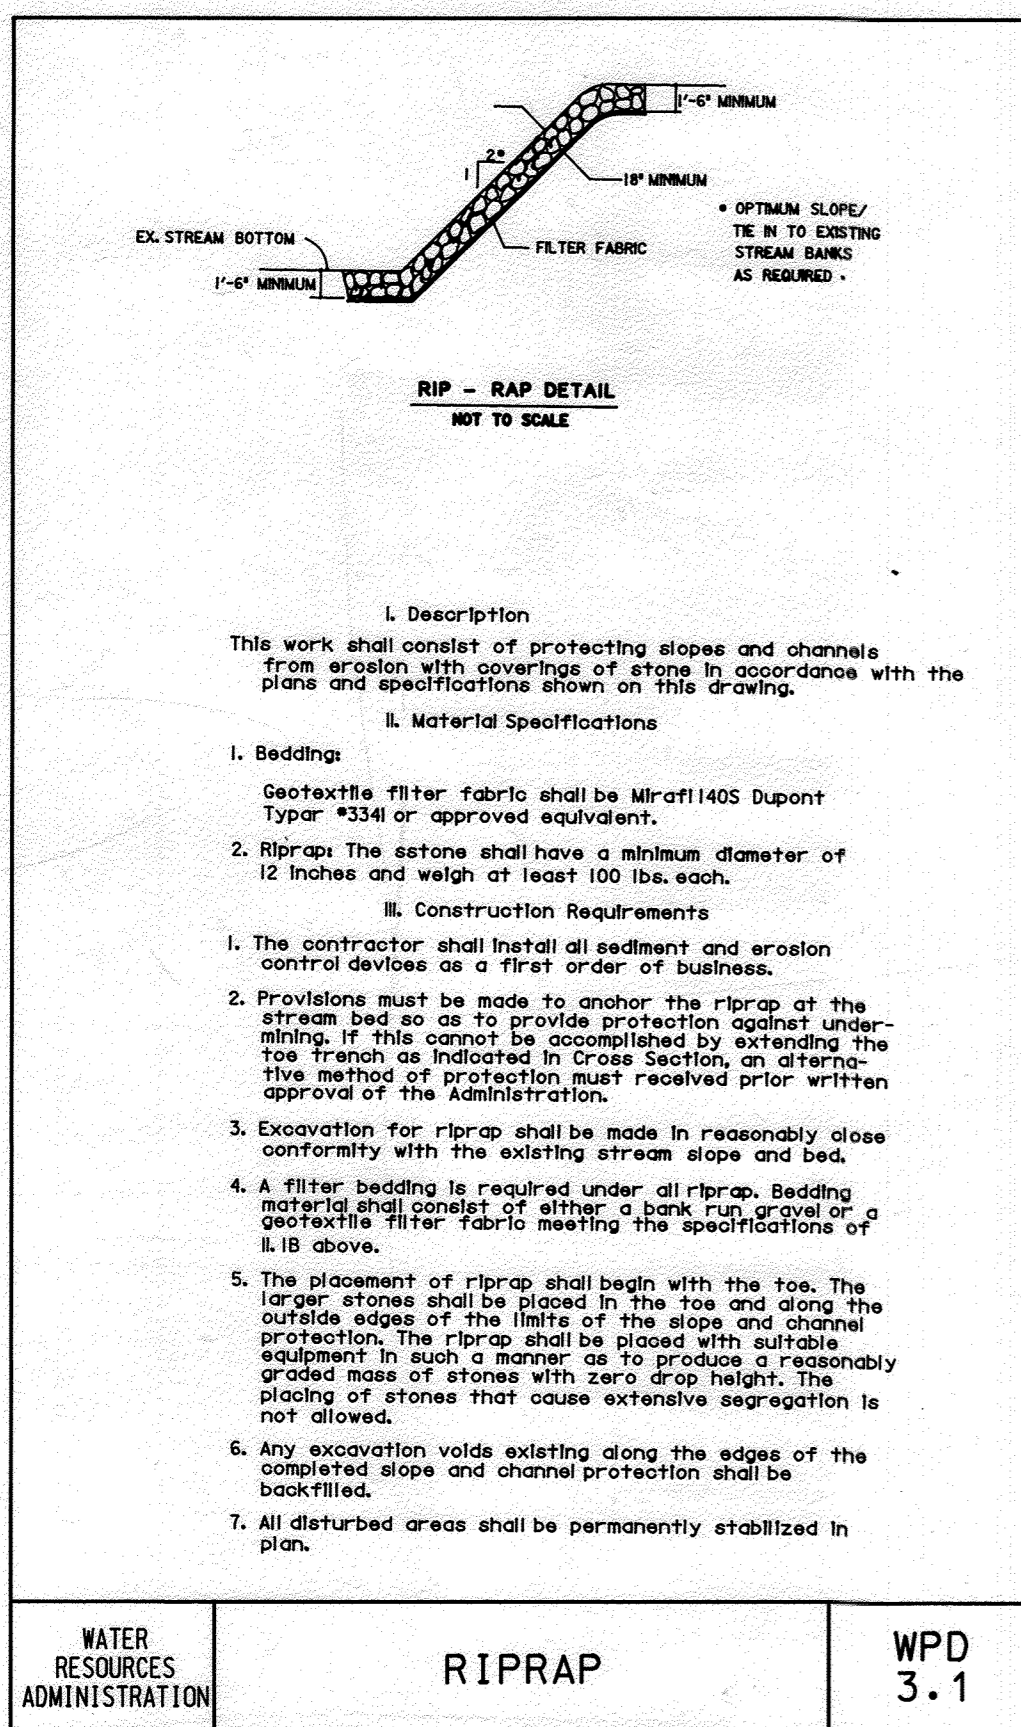 1'-6" MINIMUM
2*
1
18" MINIMUM
* OPTIMUM SLOPE/
TIE IN TO EXISTING
STREAM BANKS
AS REQUIRED .
EX. STREAM BOTTOM
FILTER FABRIC
1'-6" MINIMUM
RIP - RAP DETAIL
NOT TO SCALE
I. Description
This work shall consist of protecting slopes and channels
from erosion with coverings of stone in accordance with the
plans and specifications shown on this drawing.
II. Material Specifications
1. Bedding:
Geotextile filter fabric shall be Mirafi 140S Dupont
Typar #3341 or approved equivalent.
2. Riprap: The sstone shall have a minimum diameter of
12 inches and weigh at least 100 lbs. each.
III. Construction Requirements
1. The contractor shall install all sediment and erosion
control devices as a first order of business.
2. Provisions must be made to anchor the riprap at the
stream bed so as to provide protection against under-
mining. If this cannot be accomplished by extending the
toe trench as indicated in Cross Section, an alterna-
tive method of protection must received prior written
approval of the Administration.
3. Excavation for riprap shall be made in reasonably close
conformity with the existing stream slope and bed.
4. A filter bedding is required under all riprap. Bedding
material shall consist of either a bank run gravel or a
geotextile filter fabric meeting the specifications of
II. 1B above.
5. The placement of riprap shall begin with the toe. The
larger stones shall be placed in the toe and along the
outside edges of the limits of the slope and channel
protection. The riprap shall be placed with suitable
equipment in such a manner as to produce a reasonably
graded mass of stones with zero drop height. The
placing of stones that cause extensive segregation is
not allowed.
6. Any excavation voids existing along the edges of the
completed slope and channel protection shall be
backfilled.
7. All disturbed areas shall be permanently stabilized in
plan.
WATER
RESOURCES
ADMINISTRATION
RIPRAP
WPD
3.1